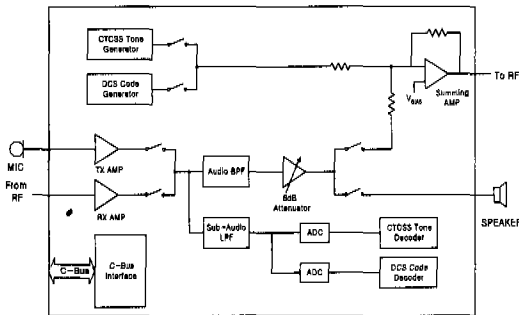 CTCSS Tone
Generator
DCS Code
Generator
To RF
VBIAS
Summing
AMP
MIC
TX AMP
From
RF
RX AMP
Audio BPF
6dB
Attenuator
SPEAKER
Sub-Audio
LPF
ADC
CTCSS Tone
Decoder
ADC
DCS Code
Decoder
C-Bus
C-Bus
Interface